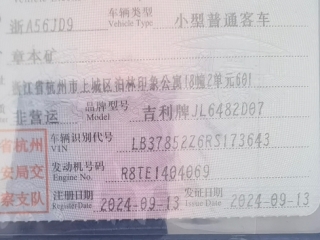 浙A56JD9 车辆类型 Vehicle Type 小型普通客车
章本矿
浙江省杭州市上城区泊林印象公寓18幢2单元601
非营运 品牌型号 Model 吉利牌JL6482D07
省杭州 车辆识别代号 VIN LB37852Z6RS173643
安局交 发动机号码 Engine No. R8TE1404069
察支队 注册日期 Register Date 2024-09-13 发证日期 Issue Date 2024-09-13